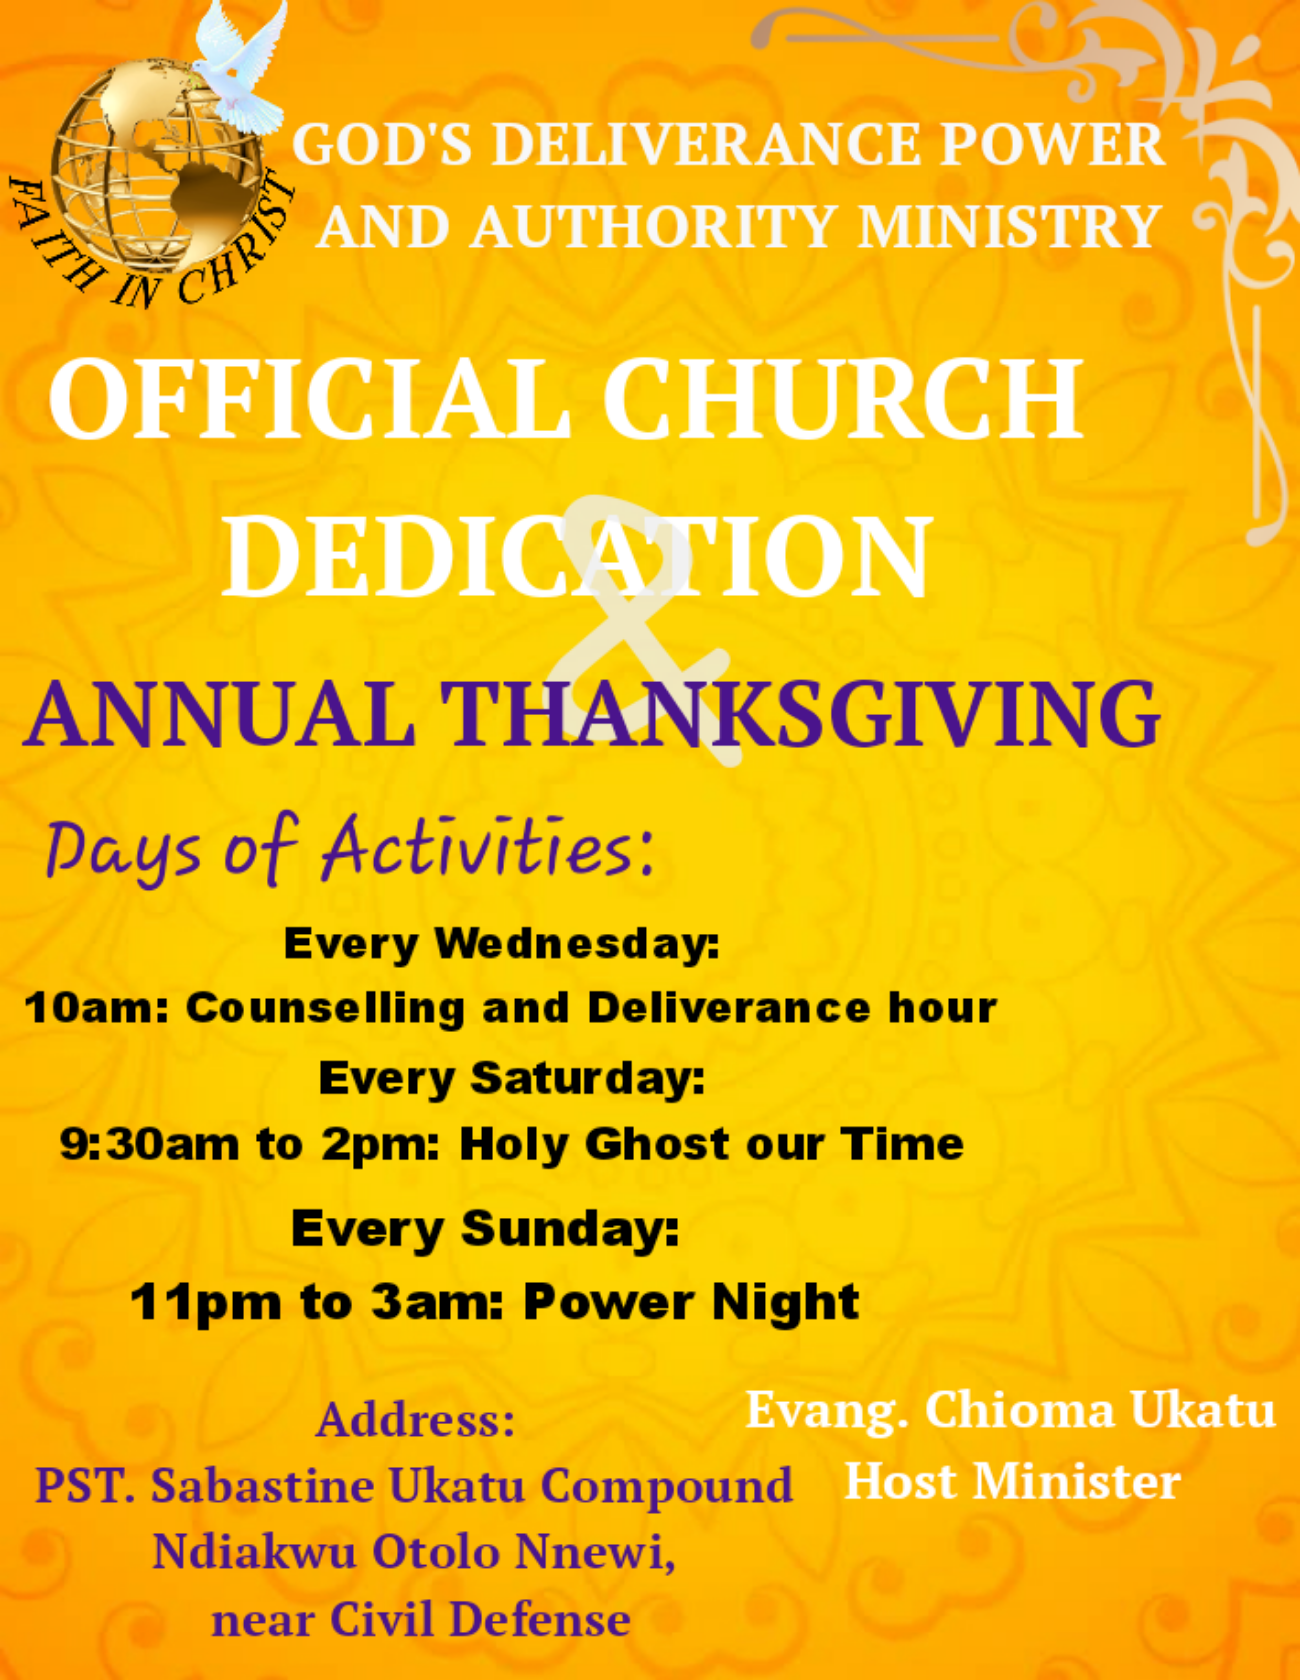 FAITH IN CHRIST
GOD'S DELIVERANCE POWER
AND AUTHORITY MINISTRY
OFFICIAL CHURCH
DEDICATION
&
ANNUAL THANKSGIVING
Days of Activities:
Every Wednesday:
10am: Counselling and Deliverance hour
Every Saturday:
9:30am to 2pm: Holy Ghost our Time
Every Sunday:
11pm to 3am: Power Night
Address:
PST. Sabastine Ukatu Compound
Ndiakwu Otolo Nnewi,
near Civil Defense
Evang. Chioma Ukatu
Host Minister